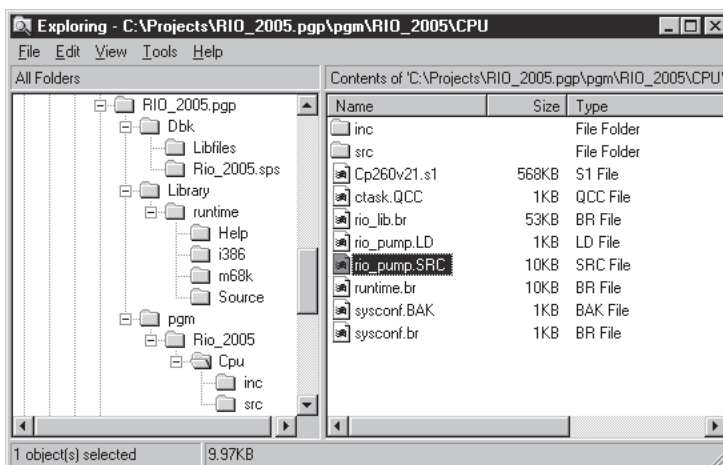 Exploring - C:\Projects\RIO_2005.pgp\pgm\RIO_2005\CPU
File Edit View Tools Help
All Folders
Contents of 'C:\Projects\RIO_2005.pgp\pgm\RIO_2005\CPU'
RIO_2005.pgp
Dbk
Libfiles
Rio_2005.sps
Library
runtime
Help
i386
m68k
Source
pgm
Rio_2005
Cpu
inc
src
Name Size Type
inc File Folder
src File Folder
Cp260v21.s1 568KB S1 File
ctask.QCC 1KB QCC File
rio_lib.br 53KB BR File
rio_pump.LD 1KB LD File
rio_pump.SRC 10KB SRC File
runtime.br 10KB BR File
sysconf.BAK 1KB BAK File
sysconf.br 1KB BR File
1 object(s) selected 9.97KB